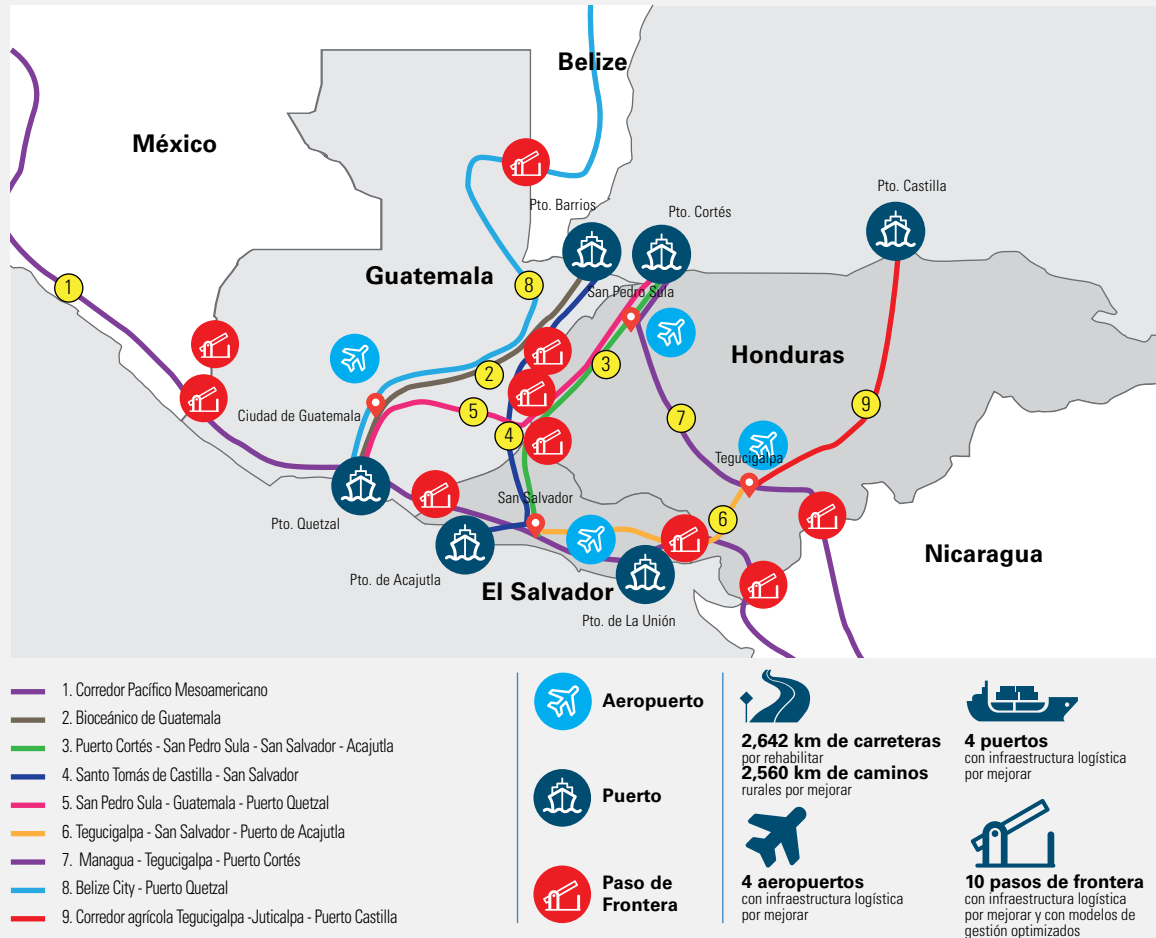 Belize
México
Pto. Castilla
Pto. Barrios
Pto. Cortés
Guatemala
8
1
San Pedro Sula
Honduras
2
3
Ciudad de Guatemala
5
4
7
9
Tegucigalpa
San Salvador
Pto. Quetzal
6
Nicaragua
Pto. de Acajutla
El Salvador
Pto. de La Unión
1. Corredor Pacífico Mesoamericano
2. Bioceánico de Guatemala
3. Puerto Cortés - San Pedro Sula - San Salvador - Acajutla
4. Santo Tomás de Castilla - San Salvador
5. San Pedro Sula - Guatemala - Puerto Quetzal
6. Tegucigalpa - San Salvador - Puerto de Acajutla
7. Managua - Tegucigalpa - Puerto Cortés
8. Belize City - Puerto Quetzal
9. Corredor agrícola Tegucigalpa -Juticalpa - Puerto Castilla
Aeropuerto
Puerto
Paso de
Frontera
2,642 km de carreteras
por rehabilitar
2,560 km de caminos
rurales por mejorar
4 puertos
con infraestructura logística
por mejorar
4 aeropuertos
con infraestructura logística
por mejorar
10 pasos de frontera
con infraestructura logística
por mejorar y con modelos de
gestión optimizados